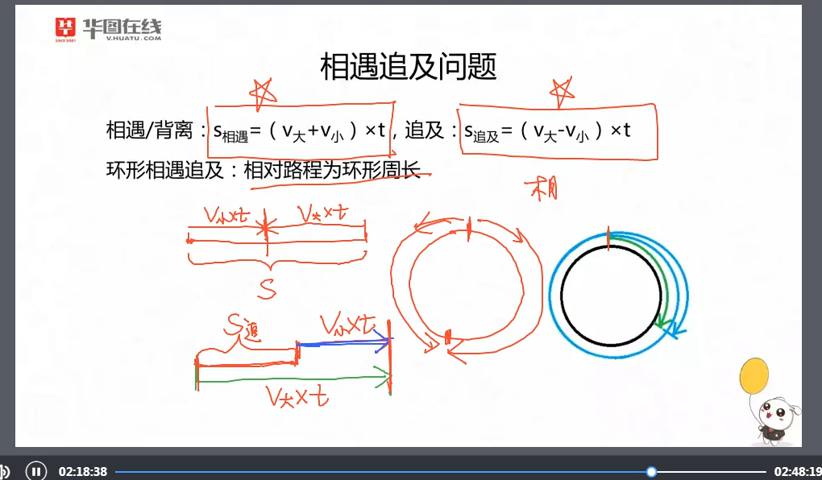 华图在线
V.HUATU.COM
相遇追及问题
相遇/背离：s相遇=（v大+v小）×t，追及：s追及=（v大-v小）×t
环形相遇追及：相对路程为环形周长
相
V小×t V大×t
S
S追 V小×t
V大×t
02:18:38 02:48:19